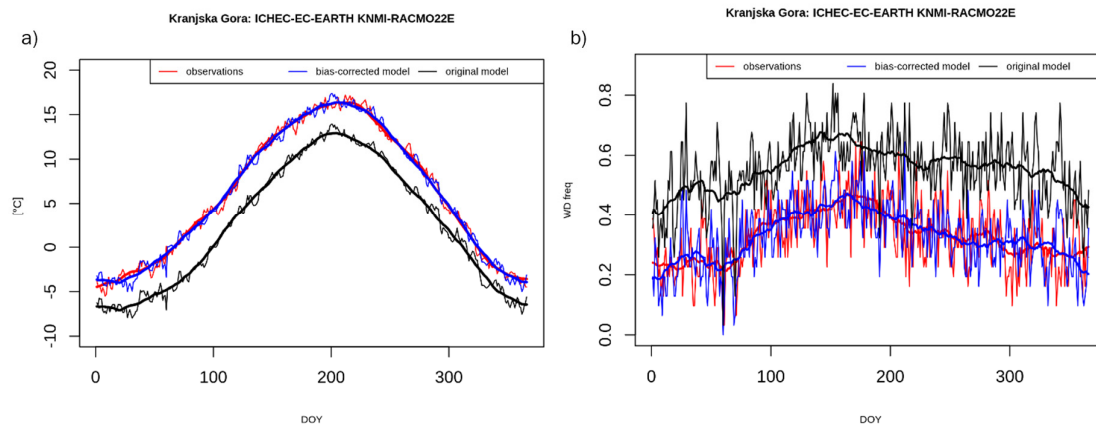 Kranjska Gora: ICHEC-EC-EARTH KNMI-RACMO22E
a)
observations bias-corrected model original model
20
15
10
5
0
-5
-10
[°C]
0 100 200 300
DOY
Kranjska Gora: ICHEC-EC-EARTH KNMI-RACMO22E
b)
observations bias-corrected model original model
0.8
0.6
0.4
0.2
0.0
WD freq
0 100 200 300
DOY